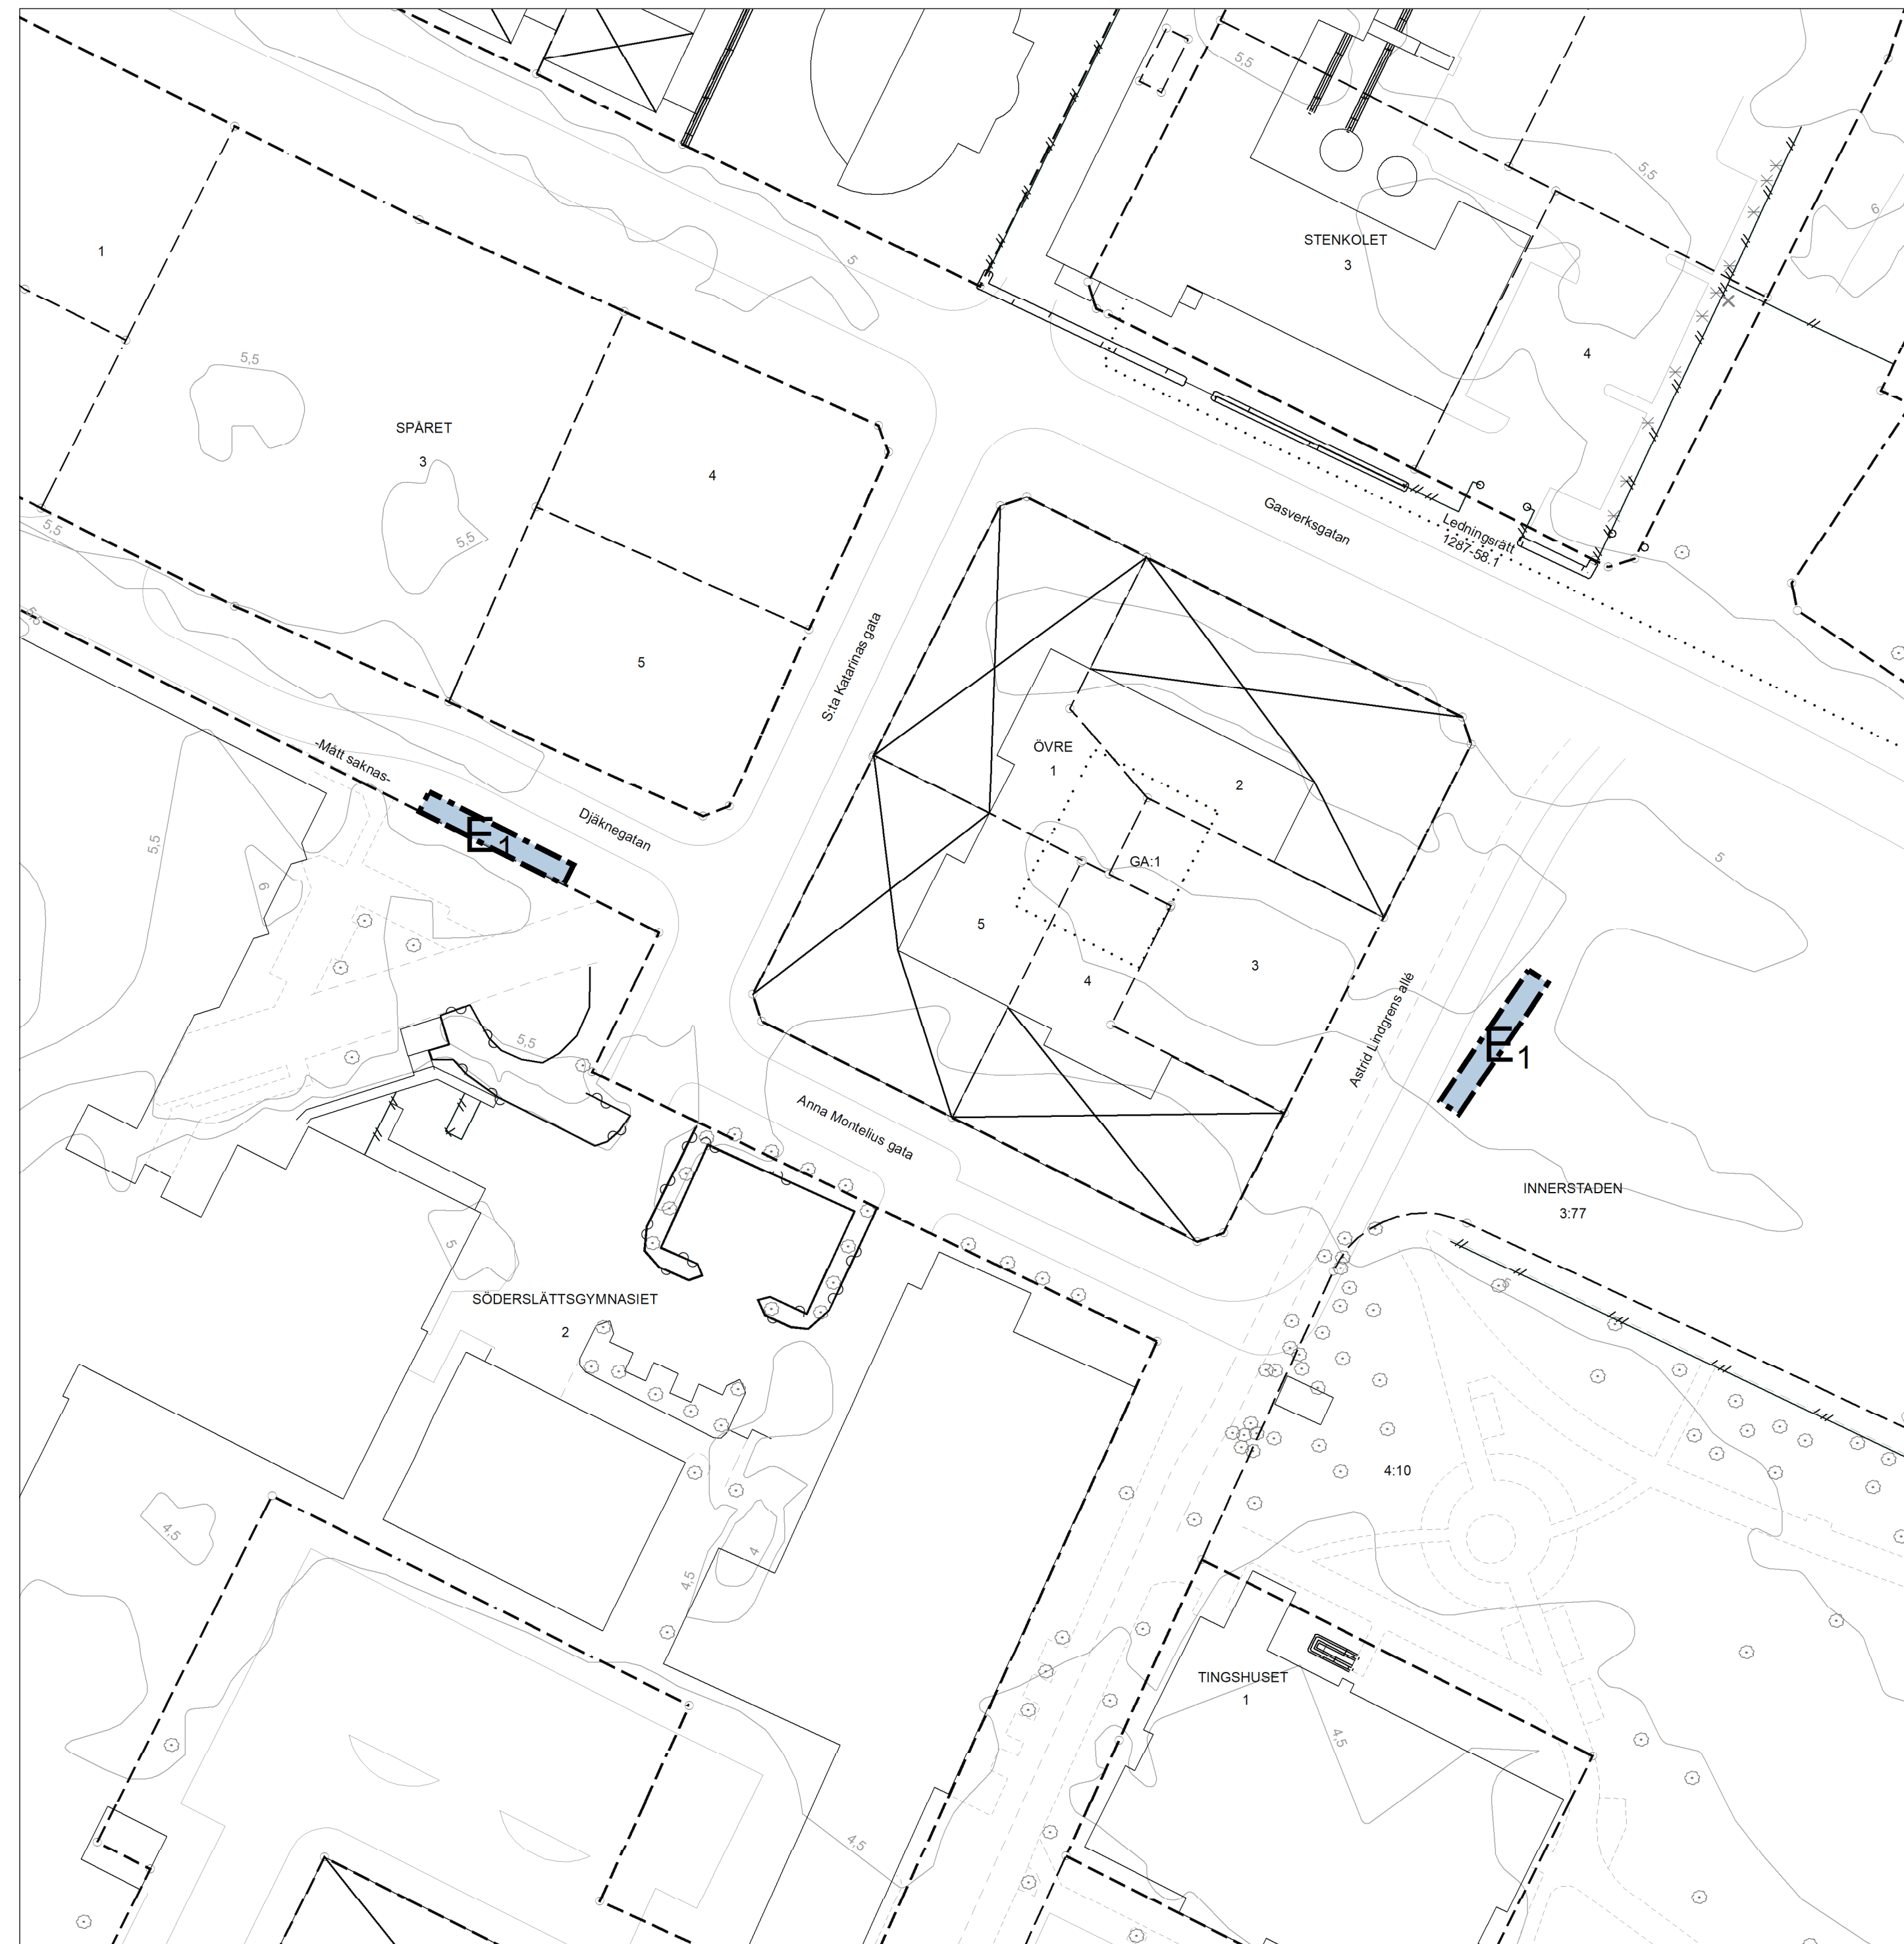 5,5
5,5
6
1
STENKOLET
3
5
4
5,5
SPÅRET
3
4
5,5
5,5
Gasverksgatan
Ledningsrätt
1287-58.1
5,5
S:ta Katarinas gata
5
ÖVRE
1
2
-Mått saknas-
Djäknegatan
E1
5,5
GA:1
5
6
5
3
4
Astrid Lindgrens allé
5,5
E1
Anna Montelius gata
INNERSTADEN
3:77
5
SÖDERSLÄTTSGYMNASIET
2
5
4:10
4,5
4
4,5
TINGSHUSET
1
4,5
4,5